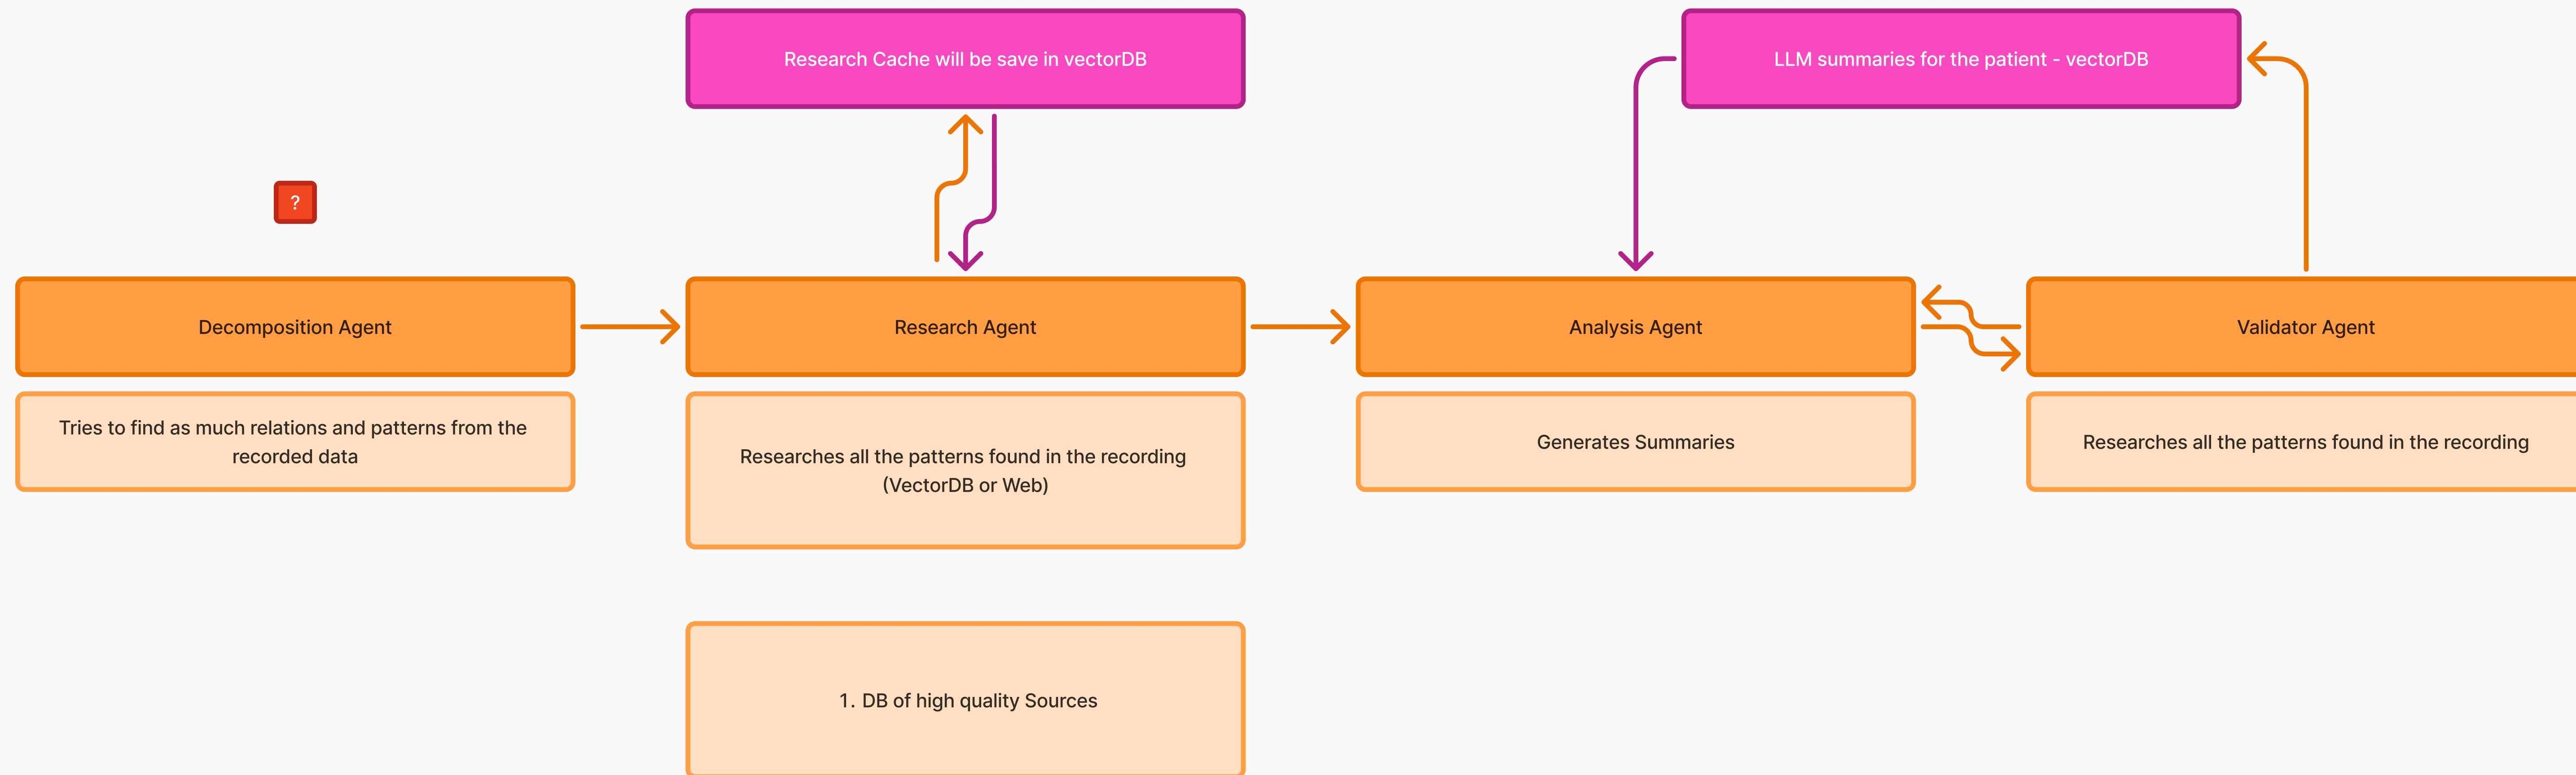 Research Cache will be save in vectorDB
LLM summaries for the patient - vectorDB
?
Decomposition Agent
Research Agent
Analysis Agent
Validator Agent
Tries to find as much relations and patterns from the
recorded data
Researches all the patterns found in the recording
(VectorDB or Web)
Generates Summaries
Researches all the patterns found in the recording
1. DB of high quality Sources